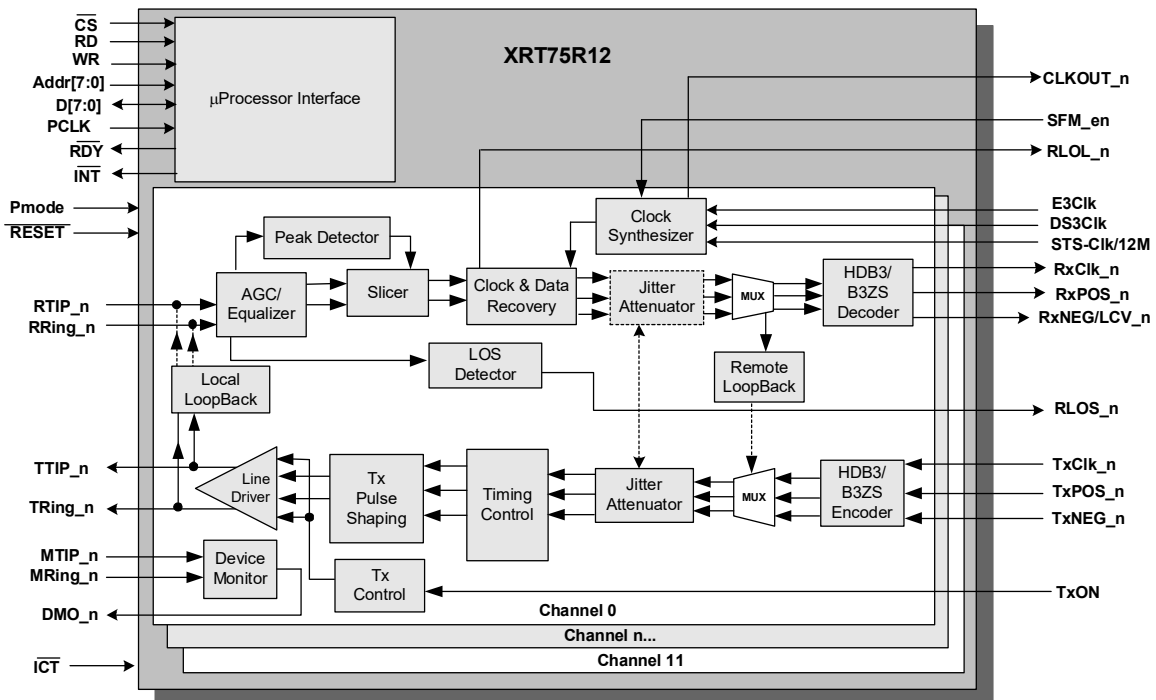 XRT75R12
CS
RD
WR
Addr[7:0]
D[7:0]
PCLK
RDY
INT
Pmode
RESET
µProcessor Interface
CLKOUT_n
SFM_en
RLOL_n
E3Clk
DS3Clk
STS-Clk/12M
Clock
Synthesizer
Peak Detector
RTIP_n
RRing_n
AGC/
Equalizer
Slicer
Clock & Data
Recovery
Jitter
Attenuator
MUX
HDB3/
B3ZS
Decoder
RxClk_n
RxPOS_n
RxNEG/LCV_n
LOS
Detector
Remote
LoopBack
Local
LoopBack
RLOS_n
TTIP_n
TRing_n
Line
Driver
Tx
Pulse
Shaping
Timing
Control
Jitter
Attenuator
MUX
HDB3/
B3ZS
Encoder
TxClk_n
TxPOS_n
TxNEG_n
MTIP_n
MRing_n
DMO_n
Device
Monitor
Tx
Control
TxON
Channel 0
Channel n...
Channel 11
ICT